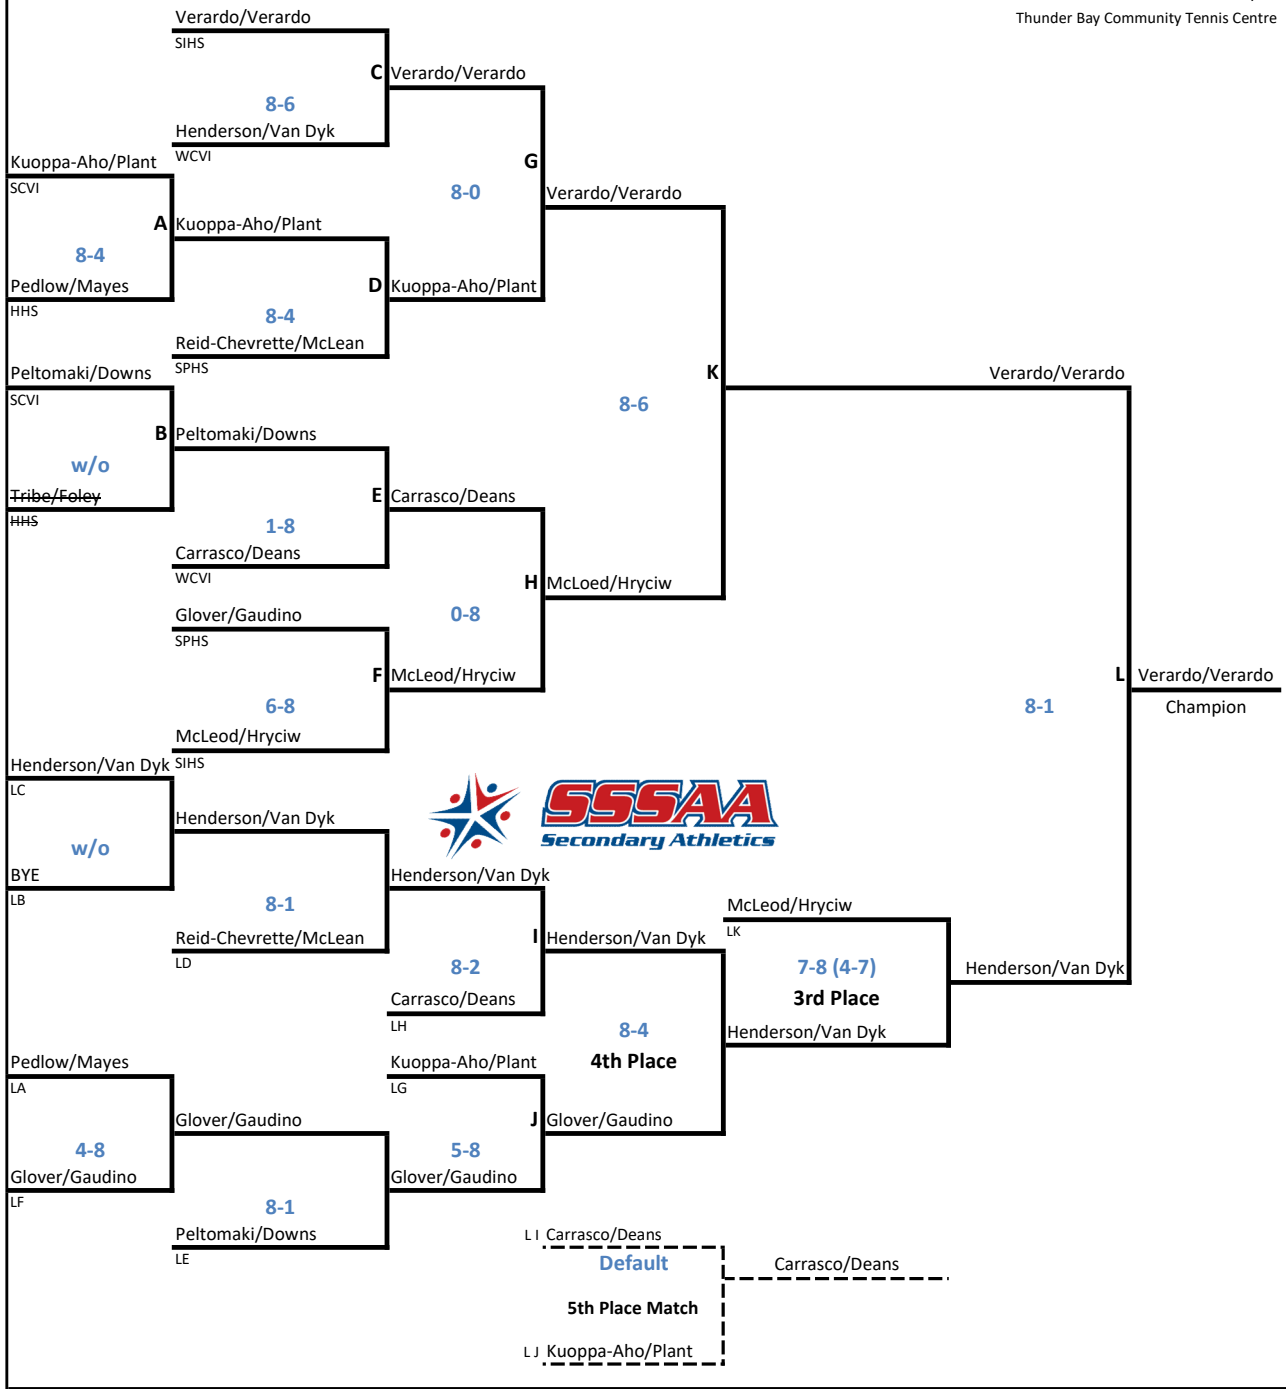 Thunder Bay Community Tennis Centre
Verardo/Verardo
SIHS
C Verardo/Verardo
8-6
Henderson/Van Dyk
WCVI
Kuoppa-Aho/Plant
SCVI
G
8-0
Verardo/Verardo
A Kuoppa-Aho/Plant
8-4
Pedlow/Mayes
HHS
D Kuoppa-Aho/Plant
8-4
Reid-Chevrette/McLean
SPHS
Peltomaki/Downs
SCVI
K
8-6
Verardo/Verardo
B Peltomaki/Downs
w/o
Tribe/Foley
HHS
E Carrasco/Deans
1-8
Carrasco/Deans
WCVI
H McLoed/Hryciw
0-8
Glover/Gaudino
SPHS
F McLeod/Hryciw
6-8
McLeod/Hryciw
SIHS
L Verardo/Verardo
8-1
Champion
Henderson/Van Dyk
LC
Henderson/Van Dyk
w/o
BYE
LB
SSSAA
Secondary Athletics
Henderson/Van Dyk
8-1
Reid-Chevrette/McLean
LD
I Henderson/Van Dyk
8-2
Carrasco/Deans
LH
McLeod/Hryciw
LK
7-8 (4-7)
3rd Place
Henderson/Van Dyk
Henderson/Van Dyk
8-4
4th Place
Pedlow/Mayes
LA
Kuoppa-Aho/Plant
LG
Glover/Gaudino
J Glover/Gaudino
4-8
5-8
Glover/Gaudino
LF
Glover/Gaudino
8-1
Peltomaki/Downs
LE
L I Carrasco/Deans
Default
Carrasco/Deans
5th Place Match
L J Kuoppa-Aho/Plant